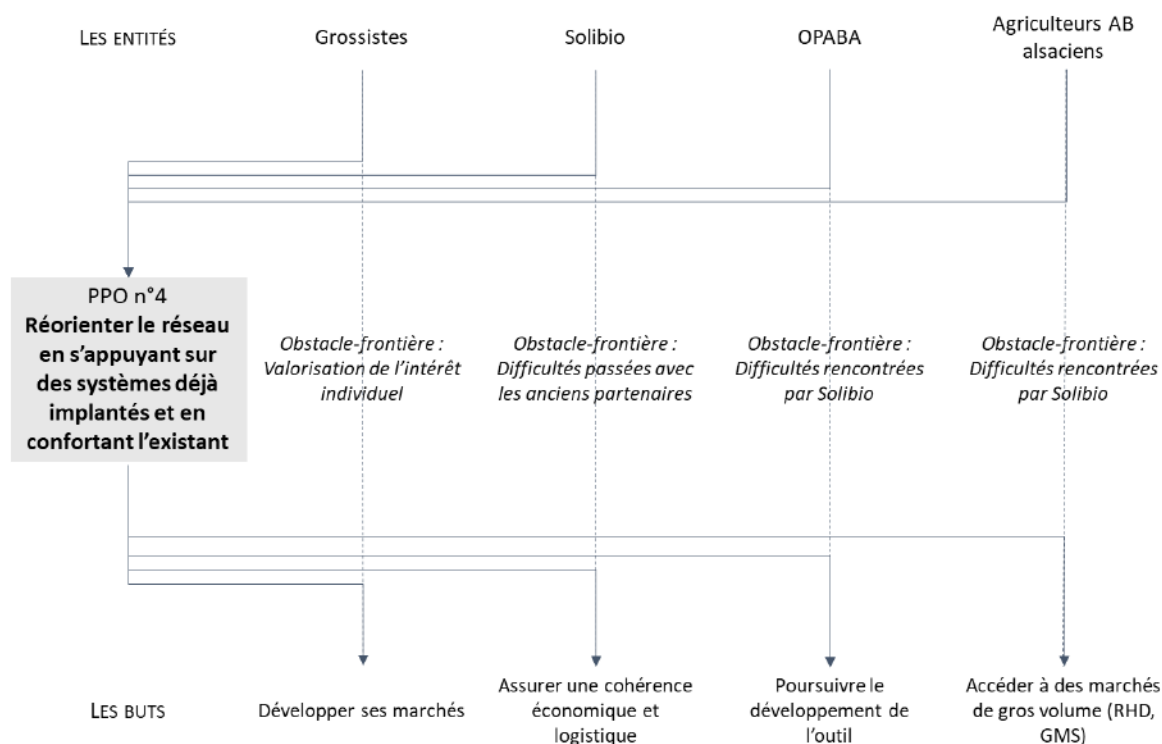 LES ENTITÉS
Grossistes
Solibio
OPABA
Agriculteurs AB
alsaciens
PPO n°4
Réorienter le réseau
en s'appuyant sur
des systèmes déjà
implantés et en
confortant l'existant
Obstacle-frontière :
Valorisation de l'intérêt
individuel
Obstacle-frontière :
Difficultés passées avec
les anciens partenaires
Obstacle-frontière :
Difficultés rencontrées
par Solibio
Obstacle-frontière :
Difficultés rencontrées
par Solibio
LES BUTS
Développer ses marchés
Assurer une cohérence
économique et
logistique
Poursuivre le
développement de
l'outil
Accéder à des marchés
de gros volume (RHD,
GMS)